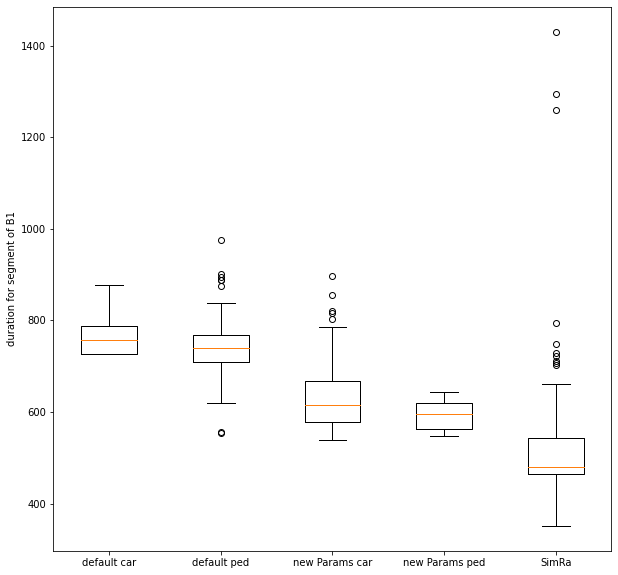 duration for segment of B1
1400
1200
1000
800
600
400
default car
default ped
new Params car
new Params ped
SimRa